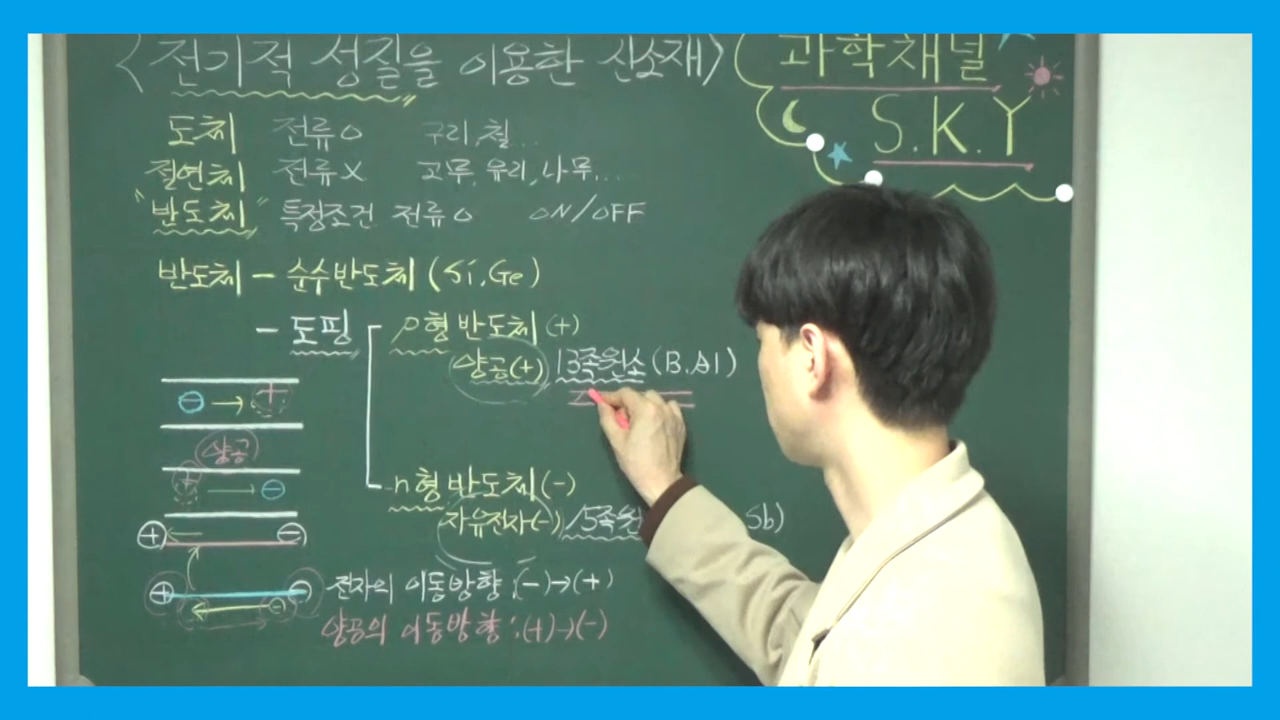 <전기적 성질을 이용한 신소재>
과학채널
S.K.Y
도체 전류O 구리, 철...
절연체 전류X 고무, 유리, 나무...
"반도체" 특정조건 전류O ON/OFF
반도체 - 순수반도체 (Si, Ge)
- 도핑
p형 반도체 (+)
양공(+) 13족원소 (B.Al)
양공
n형 반도체 (-)
자유전자(-) 15족원 Sb)
전자의 이동방향 : (-)→(+)
양공의 이동방향 : (+)→(-)